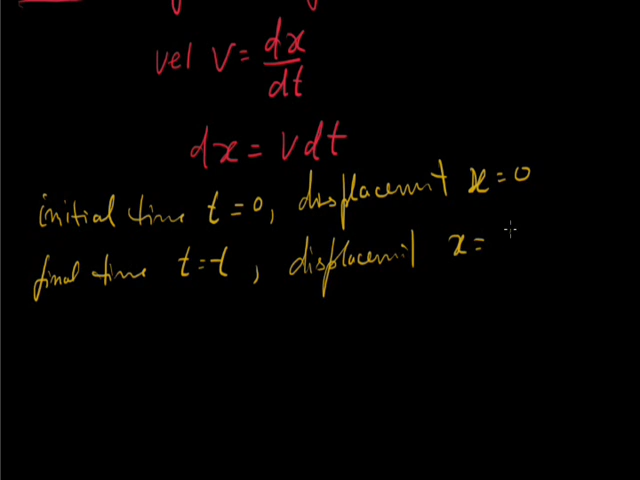 vel v = dx/dt
dx = v dt
initial time t = 0, displacement x = 0
final time t = t, displacement x =